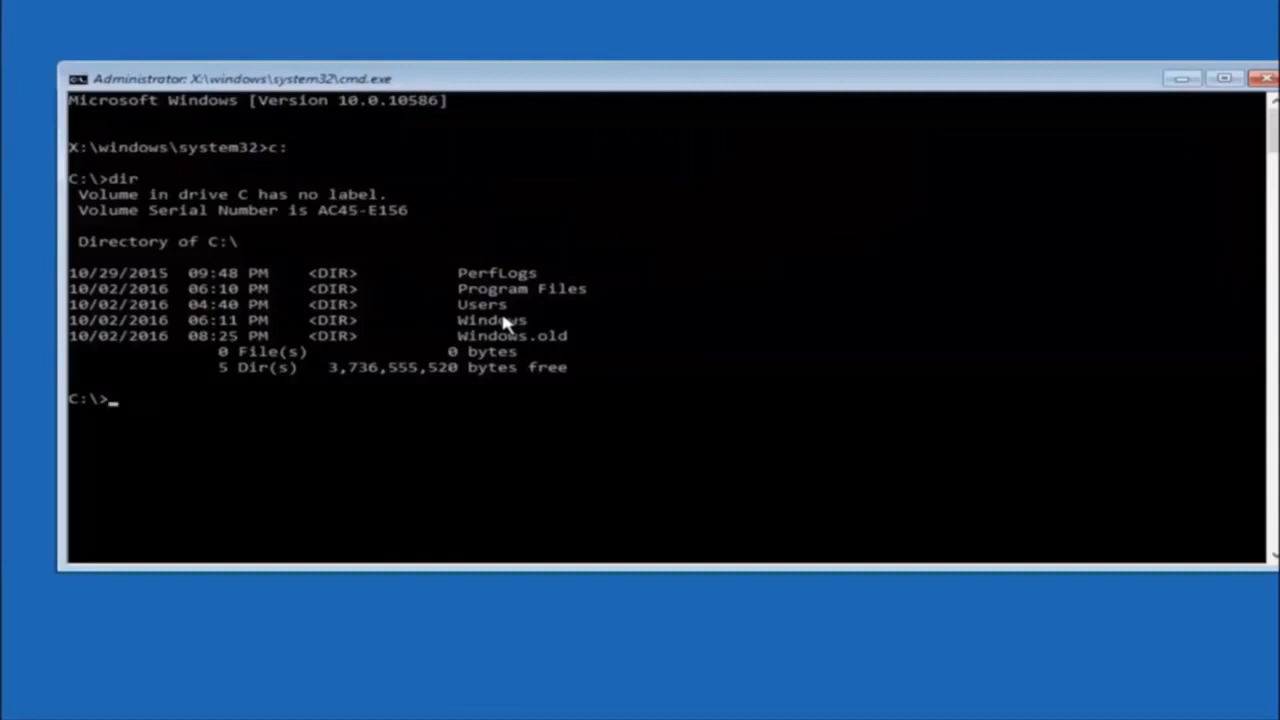 Administrator: X:\windows\system32\cmd.exe
Microsoft Windows [Version 10.0.10586]
X:\windows\system32>c:
C:\>dir
Volume in drive C has no label.
Volume Serial Number is AC45-E156
Directory of C:\
10/29/2015 09:48 PM <DIR> PerfLogs
10/02/2016 06:10 PM <DIR> Program Files
10/02/2016 04:40 PM <DIR> Users
10/02/2016 06:11 PM <DIR> Windows
10/02/2016 08:25 PM <DIR> Windows.old
0 File(s) 0 bytes
5 Dir(s) 3,736,555,520 bytes free
C:\>_